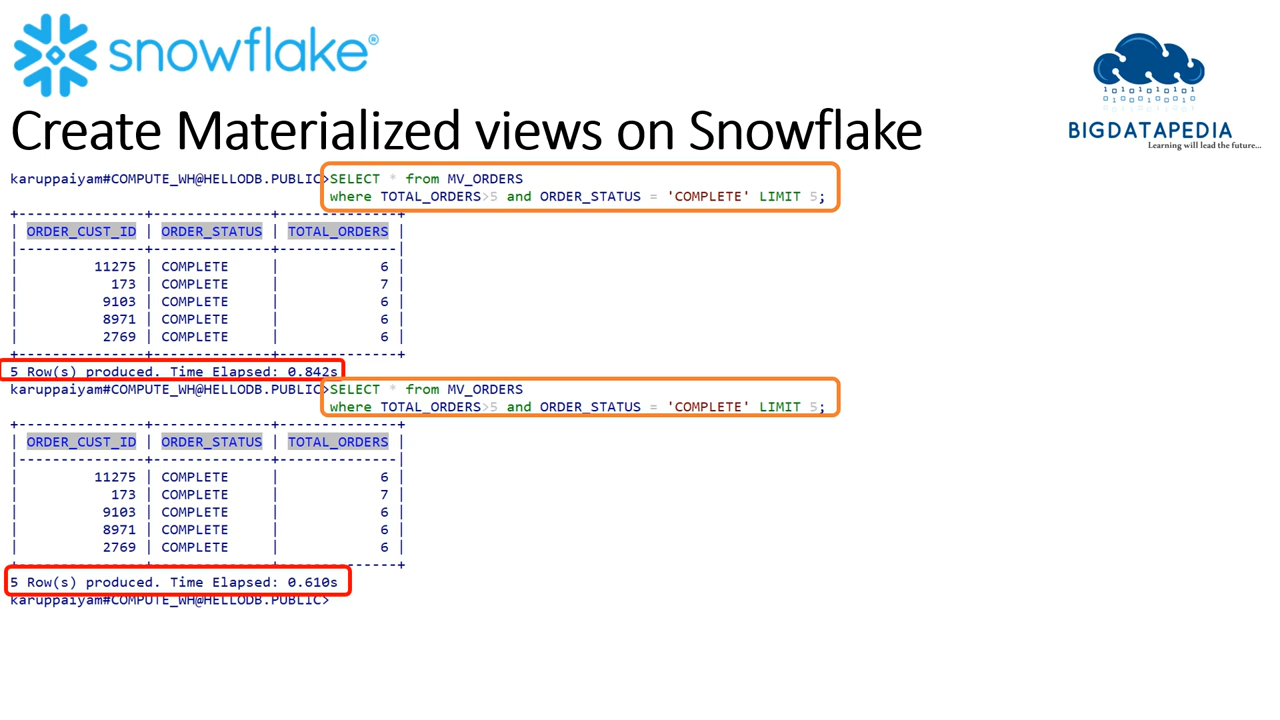 snowflake®
Create Materialized views on Snowflake
BIGDATAPEDIA
Learning will lead the future...
karuppaiyam#COMPUTE_WH@HELLODB.PUBLIC>SELECT * from MV_ORDERS
where TOTAL_ORDERS>5 and ORDER_STATUS = 'COMPLETE' LIMIT 5;
+---------------+--------------+--------------+
| ORDER_CUST_ID | ORDER_STATUS | TOTAL_ORDERS |
|---------------+--------------+--------------|
| 11275 | COMPLETE | 6 |
| 173 | COMPLETE | 7 |
| 9103 | COMPLETE | 6 |
| 8971 | COMPLETE | 6 |
| 2769 | COMPLETE | 6 |
+---------------+--------------+--------------+
5 Row(s) produced. Time Elapsed: 0.842s
karuppaiyam#COMPUTE_WH@HELLODB.PUBLIC>SELECT * from MV_ORDERS
where TOTAL_ORDERS>5 and ORDER_STATUS = 'COMPLETE' LIMIT 5;
+---------------+--------------+--------------+
| ORDER_CUST_ID | ORDER_STATUS | TOTAL_ORDERS |
|---------------+--------------+--------------|
| 11275 | COMPLETE | 6 |
| 173 | COMPLETE | 7 |
| 9103 | COMPLETE | 6 |
| 8971 | COMPLETE | 6 |
| 2769 | COMPLETE | 6 |
+---------------+--------------+--------------+
5 Row(s) produced. Time Elapsed: 0.610s
karuppaiyam#COMPUTE_WH@HELLODB.PUBLIC>